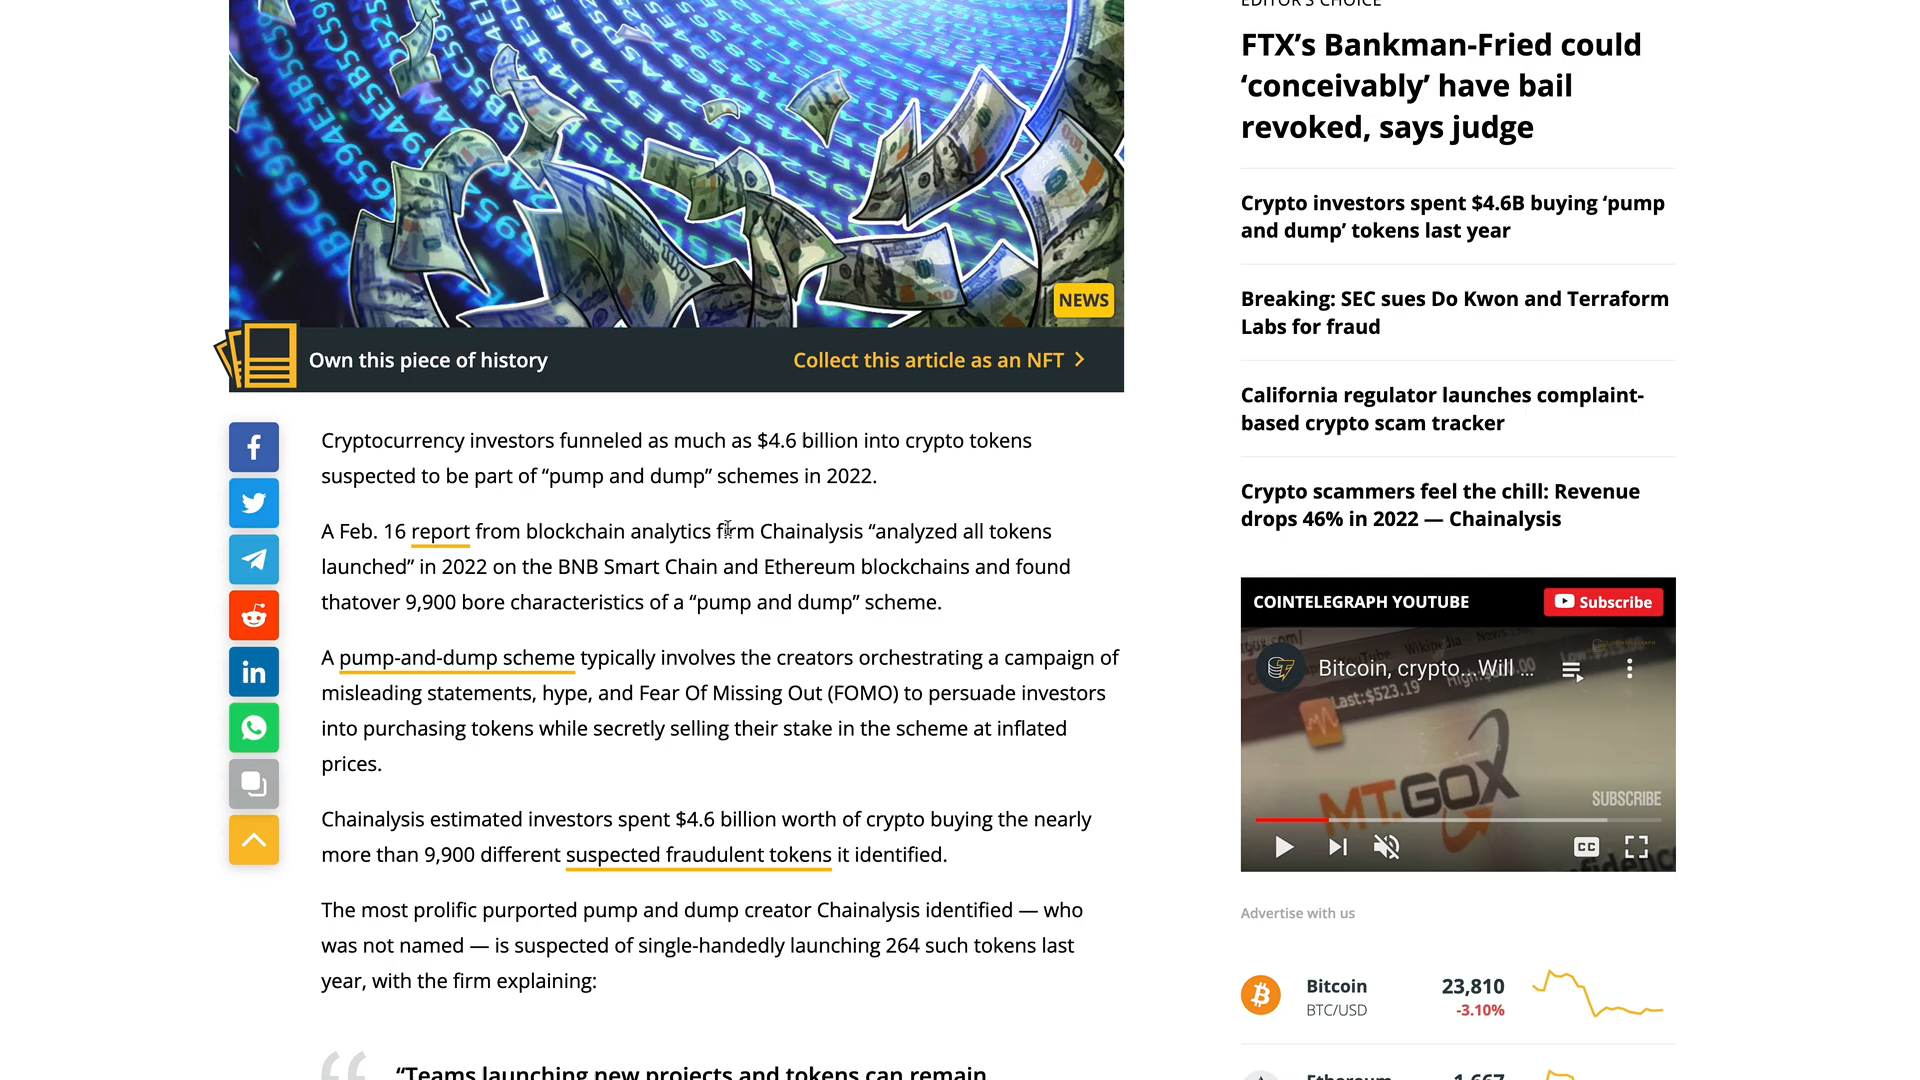 EDITOR'S CHOICE
FTX’s Bankman-Fried could
‘conceivably’ have bail
revoked, says judge
Crypto investors spent $4.6B buying ‘pump
and dump’ tokens last year
Breaking: SEC sues Do Kwon and Terraform
Labs for fraud
California regulator launches complaint-
based crypto scam tracker
Crypto scammers feel the chill: Revenue
drops 46% in 2022 — Chainalysis
NEWS
Own this piece of history
Collect this article as an NFT
Cryptocurrency investors funneled as much as $4.6 billion into crypto tokens
suspected to be part of “pump and dump” schemes in 2022.
A Feb. 16 report from blockchain analytics firm Chainalysis “analyzed all tokens
launched” in 2022 on the BNB Smart Chain and Ethereum blockchains and found
thatover 9,900 bore characteristics of a “pump and dump” scheme.
A pump-and-dump scheme typically involves the creators orchestrating a campaign of
misleading statements, hype, and Fear Of Missing Out (FOMO) to persuade investors
into purchasing tokens while secretly selling their stake in the scheme at inflated
prices.
Chainalysis estimated investors spent $4.6 billion worth of crypto buying the nearly
more than 9,900 different suspected fraudulent tokens it identified.
The most prolific purported pump and dump creator Chainalysis identified — who
was not named — is suspected of single-handedly launching 264 such tokens last
year, with the firm explaining:
“Teams launching new projects and tokens can remain
COINTELEGRAPH YOUTUBE
Subscribe
Bitcoin, crypto...Will ...
Wikipedia
Last:$523.19
MT.GOX
SUBSCRIBE
CC
Advertise with us
Bitcoin
23,810
BTC/USD
-3.10%
Ethereum
1,667